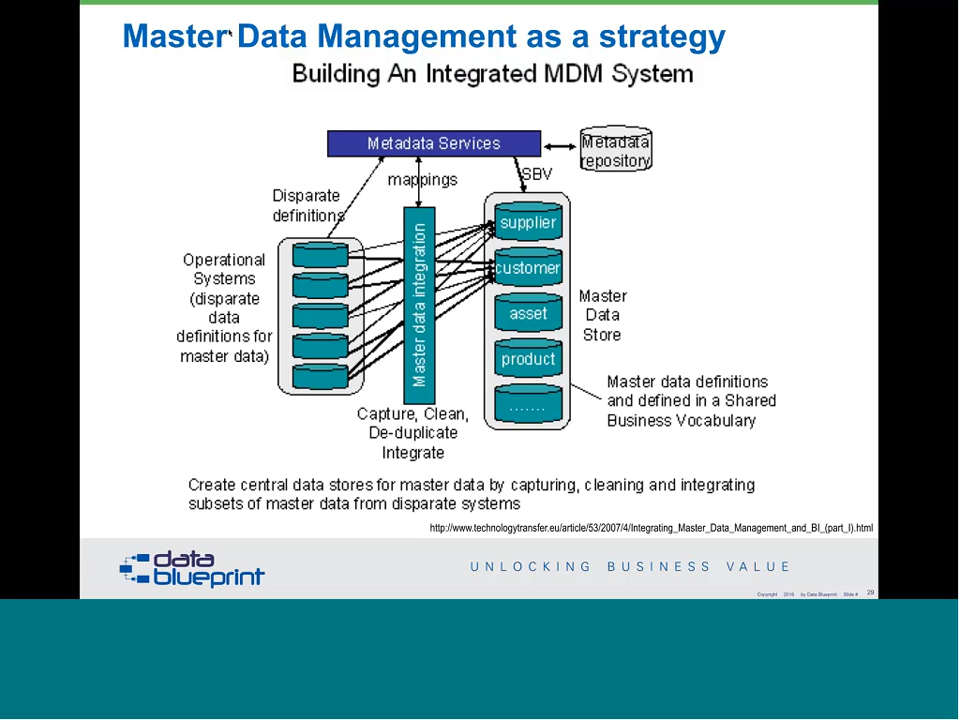 Master Data Management as a strategy
Building An Integrated MDM System
Metadata Services
Metadata
repository
mappings
SBV
Disparate
definitions
Operational
Systems
(disparate
data
definitions for
master data)
Master data integration
supplier
customer
asset
product
.......
Master
Data
Store
Master data definitions
and defined in a Shared
Business Vocabulary
Capture, Clean,
De-duplicate
Integrate
Create central data stores for master data by capturing, cleaning and integrating
subsets of master data from disparate systems
http://www.technologytransfer.eu/article/53/2007/4/Integrating_Master_Data_Management_and_BI_(part_I).html
data
blueprint
UNLOCKING BUSINESS VALUE
Copyright 2016 by Data Blueprint Slide # 29